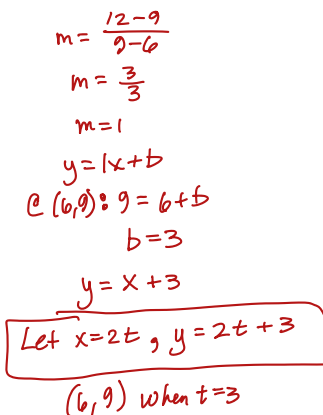 m = 12-9 / 9-6
m = 3/3
m=1
y=1x+b
@ (6,9): 9 = 6+b
b=3
y = x + 3
Let x=2t, y=2t+3
(6,9) when t=3